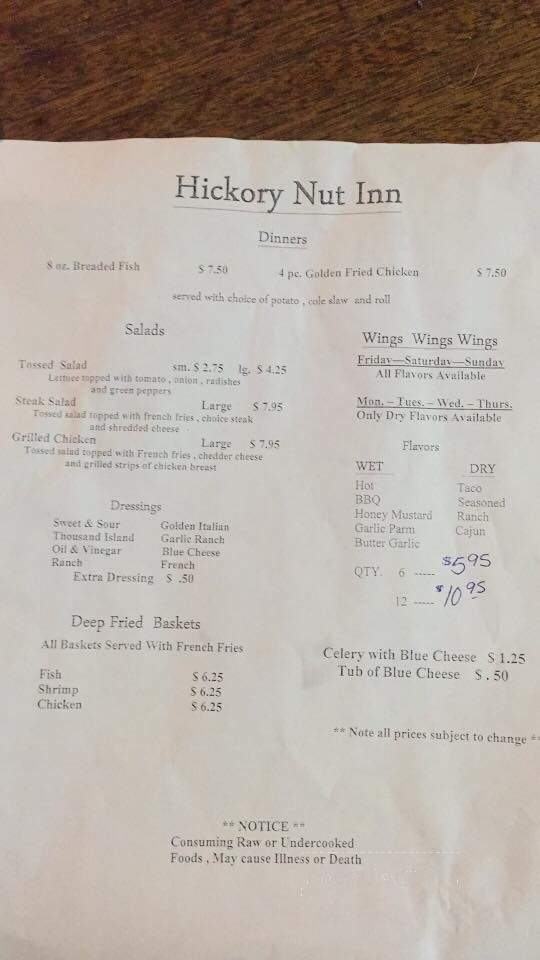 Hickory Nut Inn
Dinners
8 oz. Breaded Fish $ 7.50 4 pc. Golden Fried Chicken $ 7.50
served with choice of potato , cole slaw and roll
Salads
Tossed Salad sm. $ 2.75 lg. $ 4.25
Lettuce topped with tomato , onion , radishes
and green peppers
Steak Salad Large $ 7.95
Tossed salad topped with french fries , choice steak
and shredded cheese
Grilled Chicken Large $ 7.95
Tossed salad topped with French fries , chedder cheese
and grilled strips of chicken breast
Dressings
Sweet & Sour Golden Italian
Thousand Island Garlic Ranch
Oil & Vinegar Blue Cheese
Ranch French
Extra Dressing $ .50
Deep Fried Baskets
All Baskets Served With French Fries
Fish $ 6.25
Shrimp $ 6.25
Chicken $ 6.25
Wings Wings Wings
Friday—Saturday—Sunday
All Flavors Available
Mon. – Tues. – Wed. – Thurs.
Only Dry Flavors Available
Flavors
WET DRY
Hot Taco
BBQ Seasoned
Honey Mustard Ranch
Garlic Parm Cajun
Butter Garlic
QTY. 6 ----- $5.95
12 ----- $10.95
Celery with Blue Cheese $ 1.25
Tub of Blue Cheese $ .50
** Note all prices subject to change **
** NOTICE **
Consuming Raw or Undercooked
Foods , May cause Illness or Death